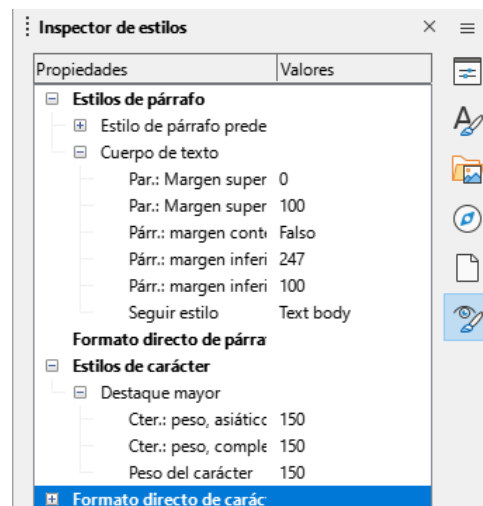 Inspector de estilos
Propiedades Valores
Estilos de párrafo
Estilo de párrafo prede
Cuerpo de texto
Par.: Margen super 0
Par.: Margen super 100
Párr.: margen conte Falso
Párr.: margen inferi 247
Párr.: margen inferi 100
Seguir estilo Text body
Formato directo de párra
Estilos de carácter
Destaque mayor
Cter.: peso, asiáticc 150
Cter.: peso, comple 150
Peso del carácter 150
Formato directo de carác